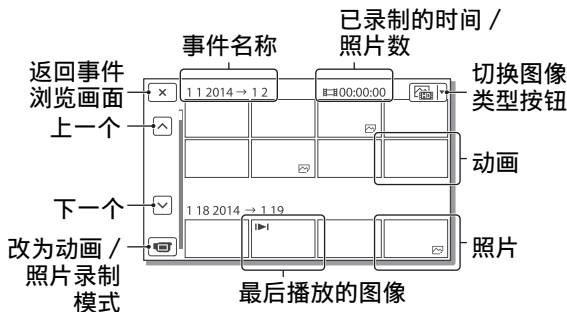 已录制的时间 /
照片数
事件名称
返回事件
浏览画面
切换图像
类型按钮
1 1 2014 → 1 2
00:00:00
HD
上一个
动画
下一个
1 18 2014 → 1 19
改为动画 /
照片录制
模式
照片
最后播放的图像